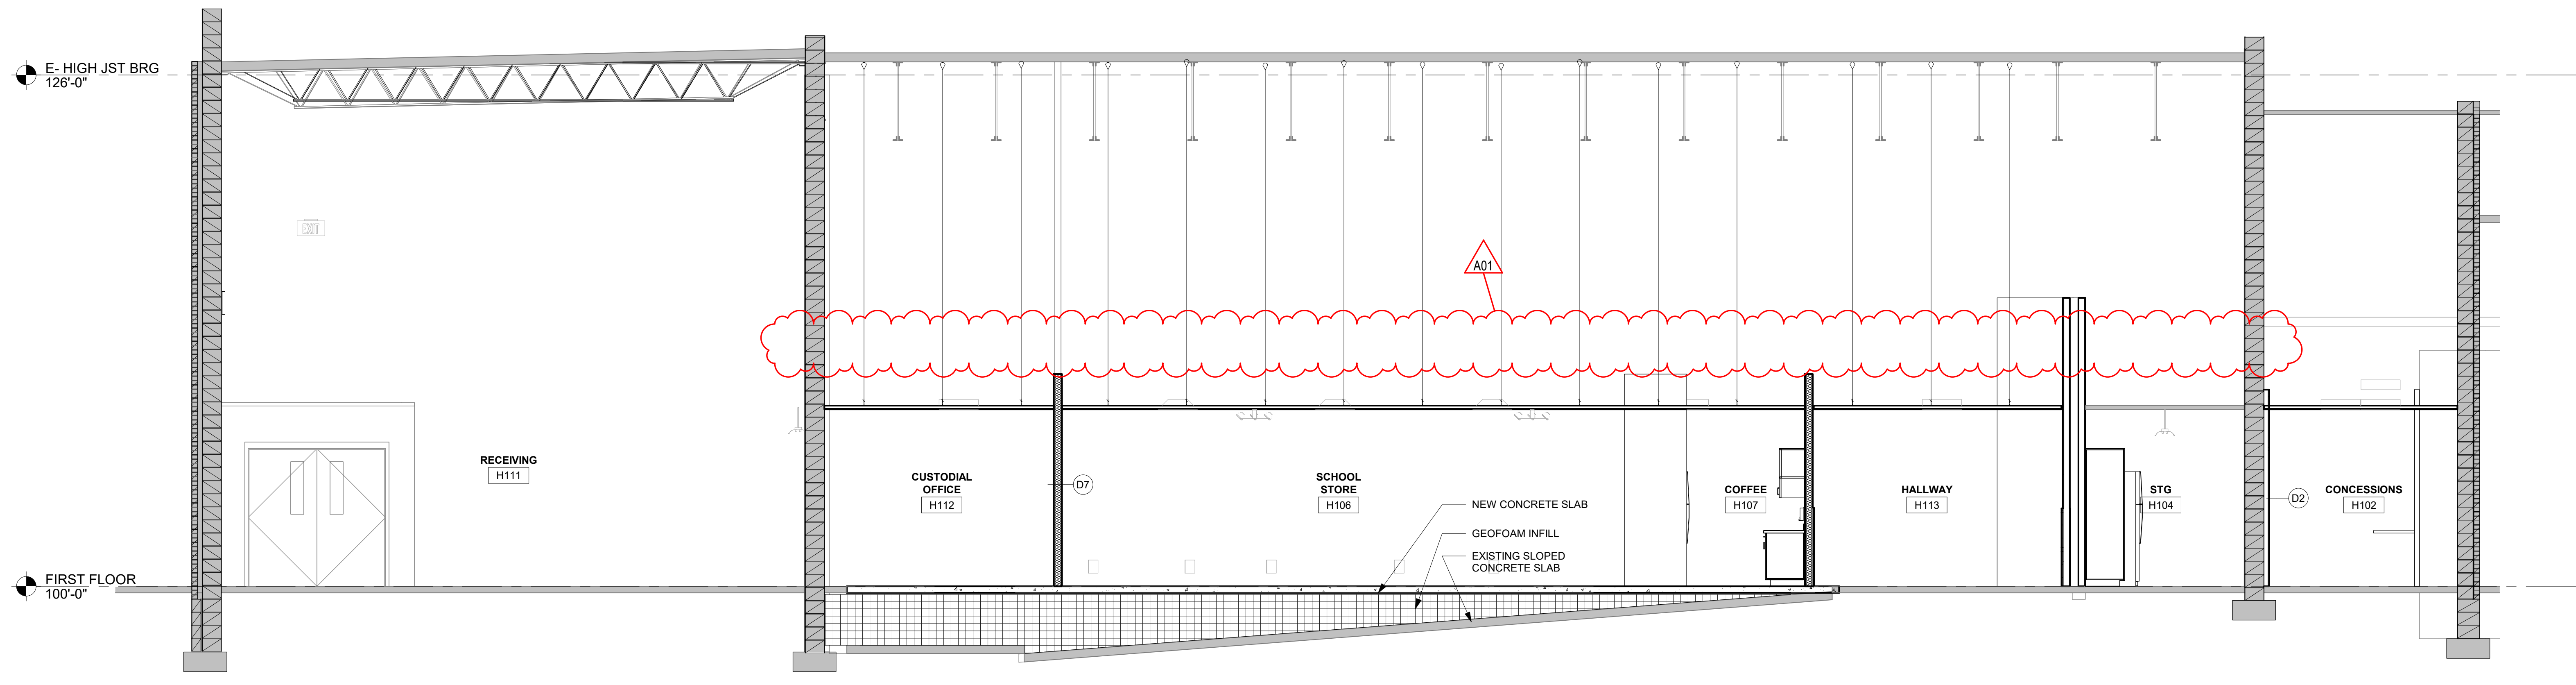 E- HIGH JST BRG
126'-0"
EXIT
A01
RECEIVING
H111
CUSTODIAL
OFFICE
H112
D7
SCHOOL
STORE
H106
NEW CONCRETE SLAB
GEOFOAM INFILL
EXISTING SLOPED
CONCRETE SLAB
COFFEE
H107
HALLWAY
H113
STG
H104
D2
CONCESSIONS
H102
FIRST FLOOR
100'-0"